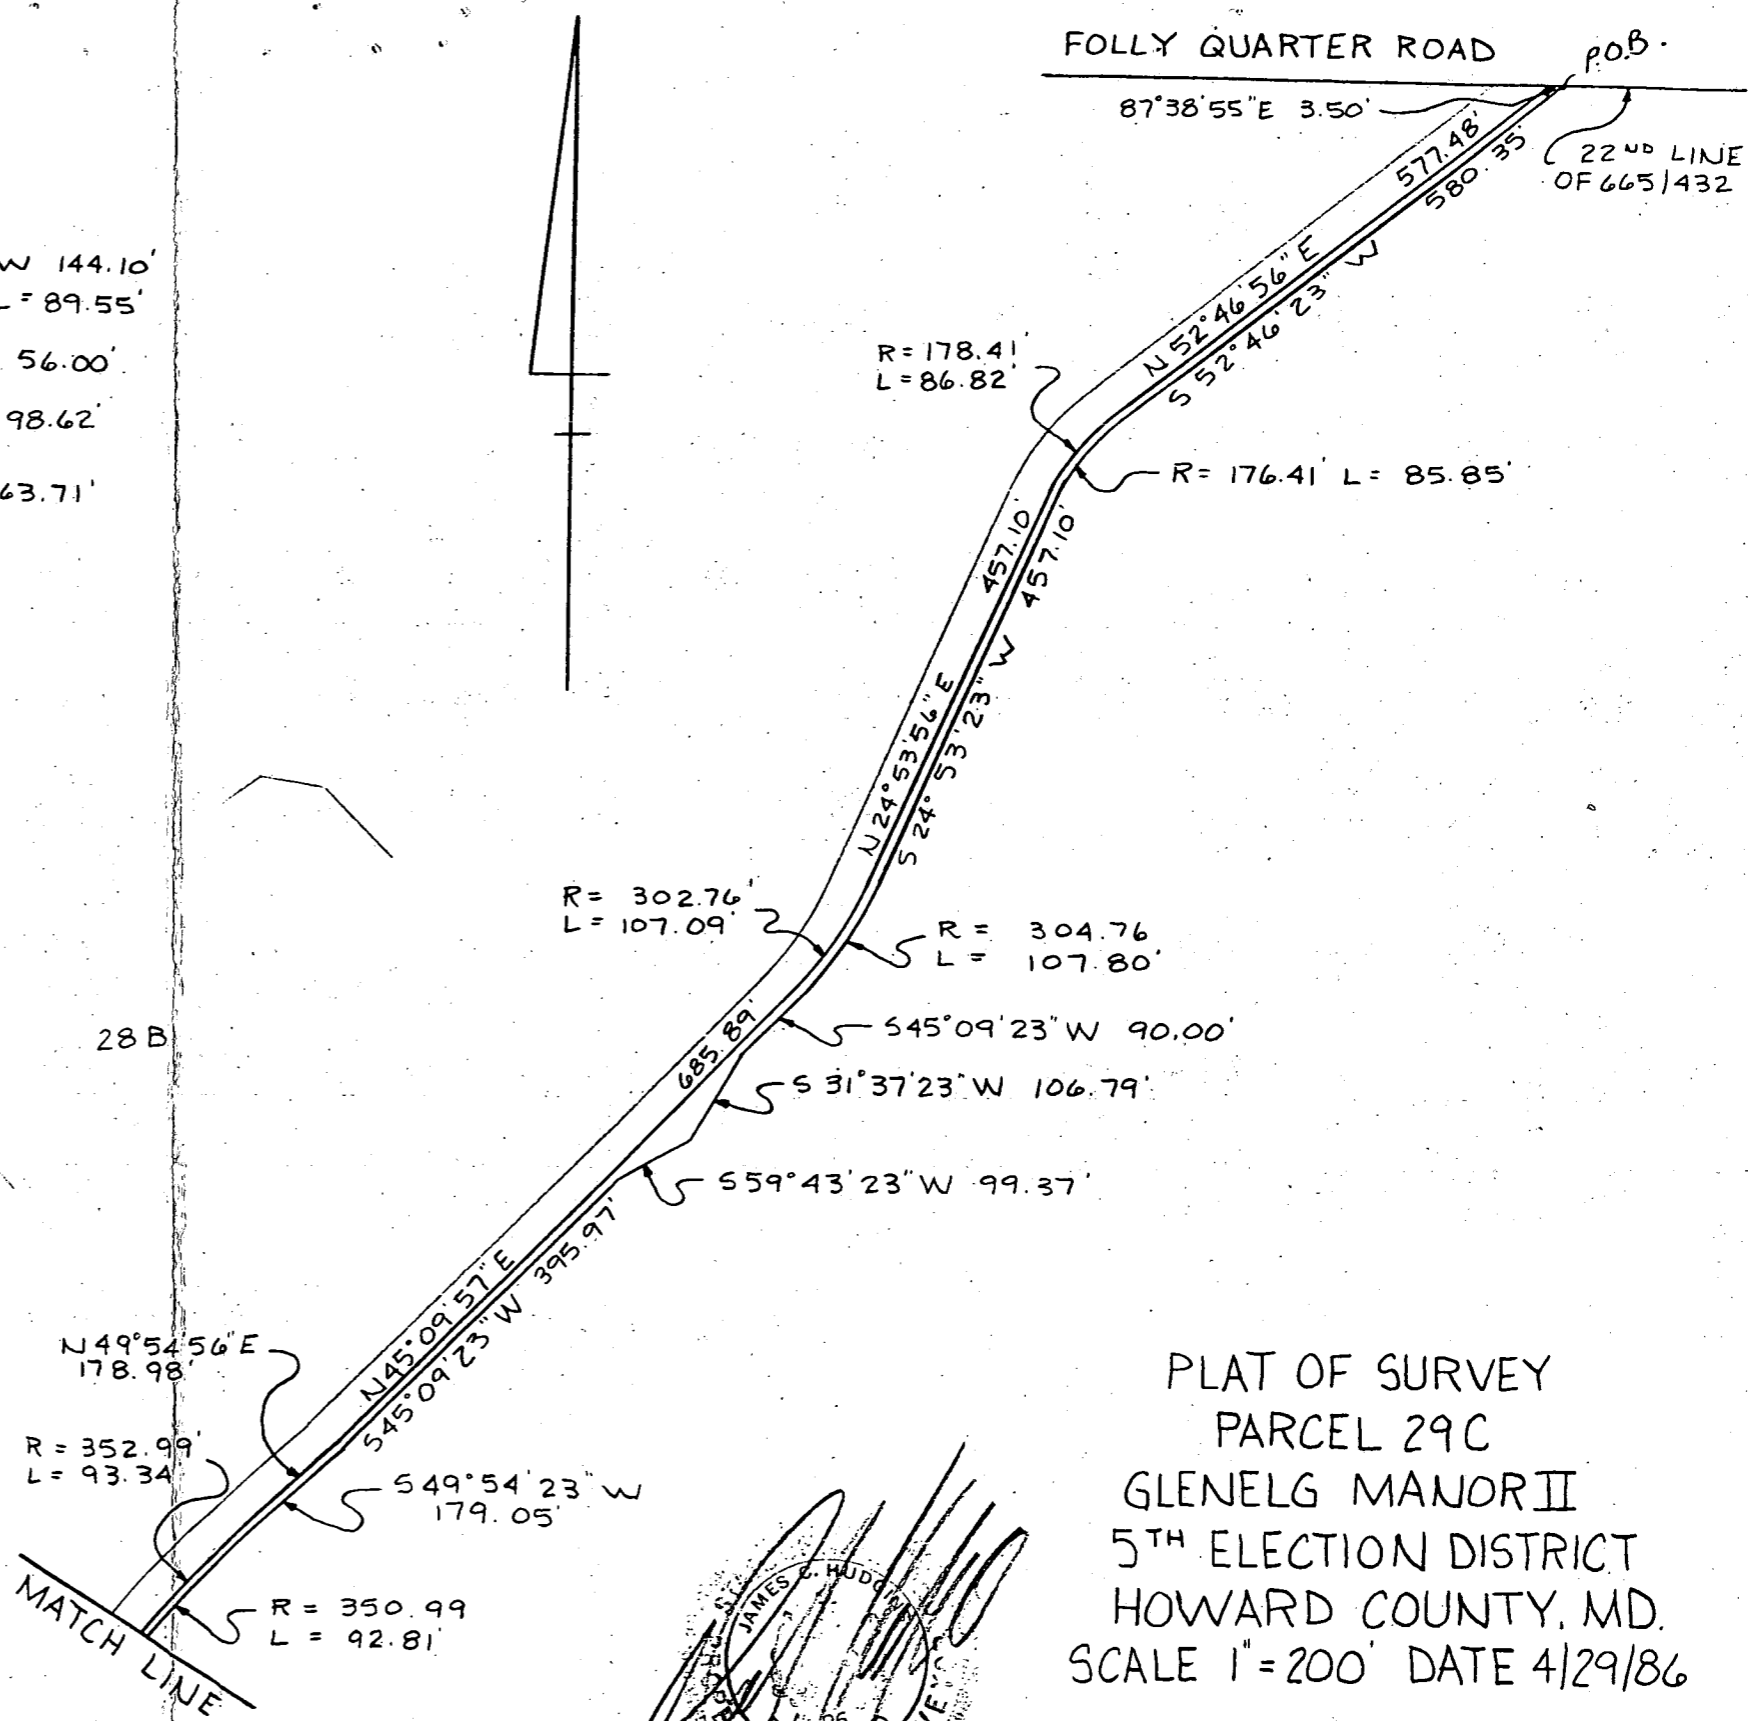 FOLLY QUARTER ROAD
P.O.B.
87°38'55"E 3.50'
577.48'
580.35'
22ND LINE
OF 665/432
W 144.10'
L = 89.55'
56.00'
98.62'
63.71'
N 52°46'56" E
S 52°46'23" W
R = 178.41'
L = 86.82'
R = 176.41' L = 85.85'
457.10'
457.10'
N 24°53'56" E
S 24° 53'23" W
R = 302.76'
L = 107.09'
R = 304.76
L = 107.80'
28 B
685.89'
S45°09'23"W 90.00'
S 31°37'23"W 106.79'
S59°43'23"W 99.37'
N45°09'57"E
S45°09'23"W 395.97'
N49°54'56"E
178.98'
R = 352.99'
L = 93.34'
S49°54'23"W
179.05'
MATCH LINE
R = 350.99
L = 92.81'
JAMES C.
PLAT OF SURVEY
PARCEL 29C
GLENELG MANOR II
5TH ELECTION DISTRICT
HOWARD COUNTY, MD.
SCALE 1"=200' DATE 4/29/86